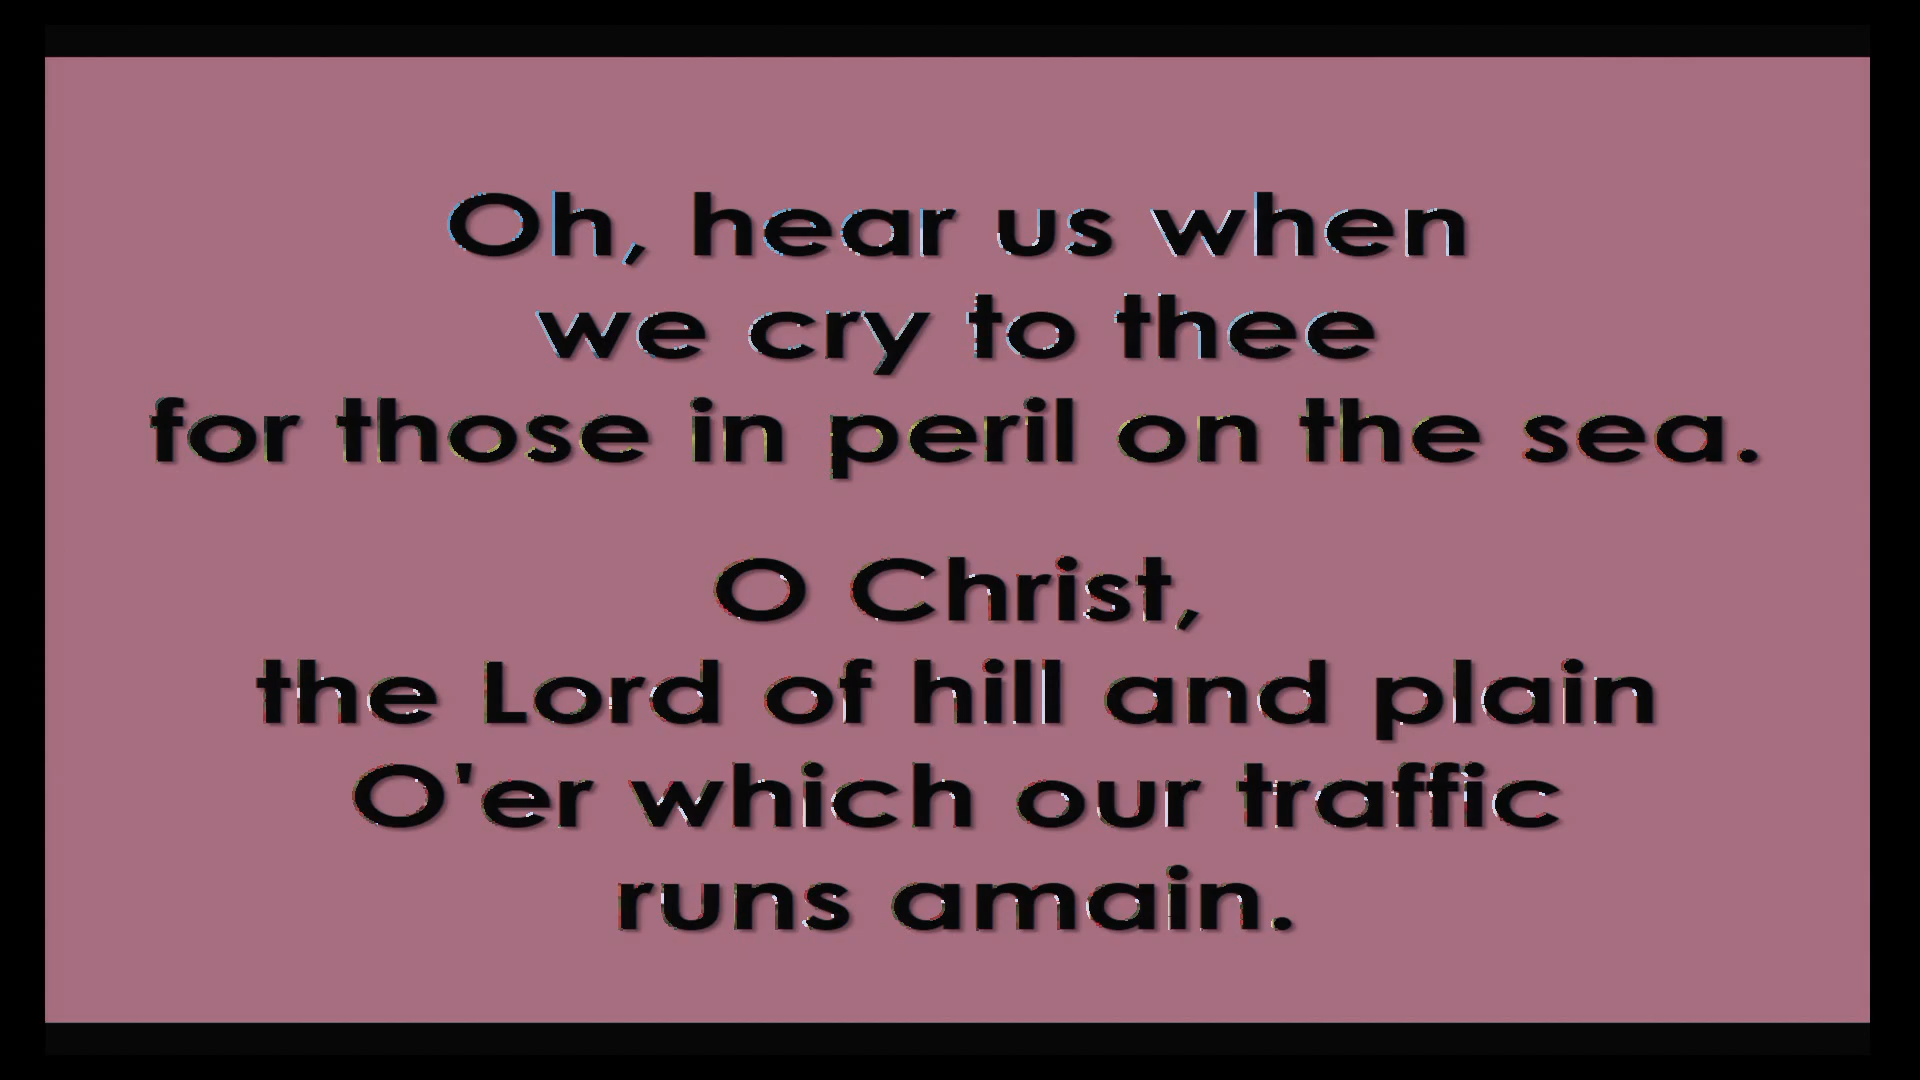 Oh, hear us when
we cry to thee
for those in peril on the sea.
O Christ,
the Lord of hill and plain
O'er which our traffic
runs amain.